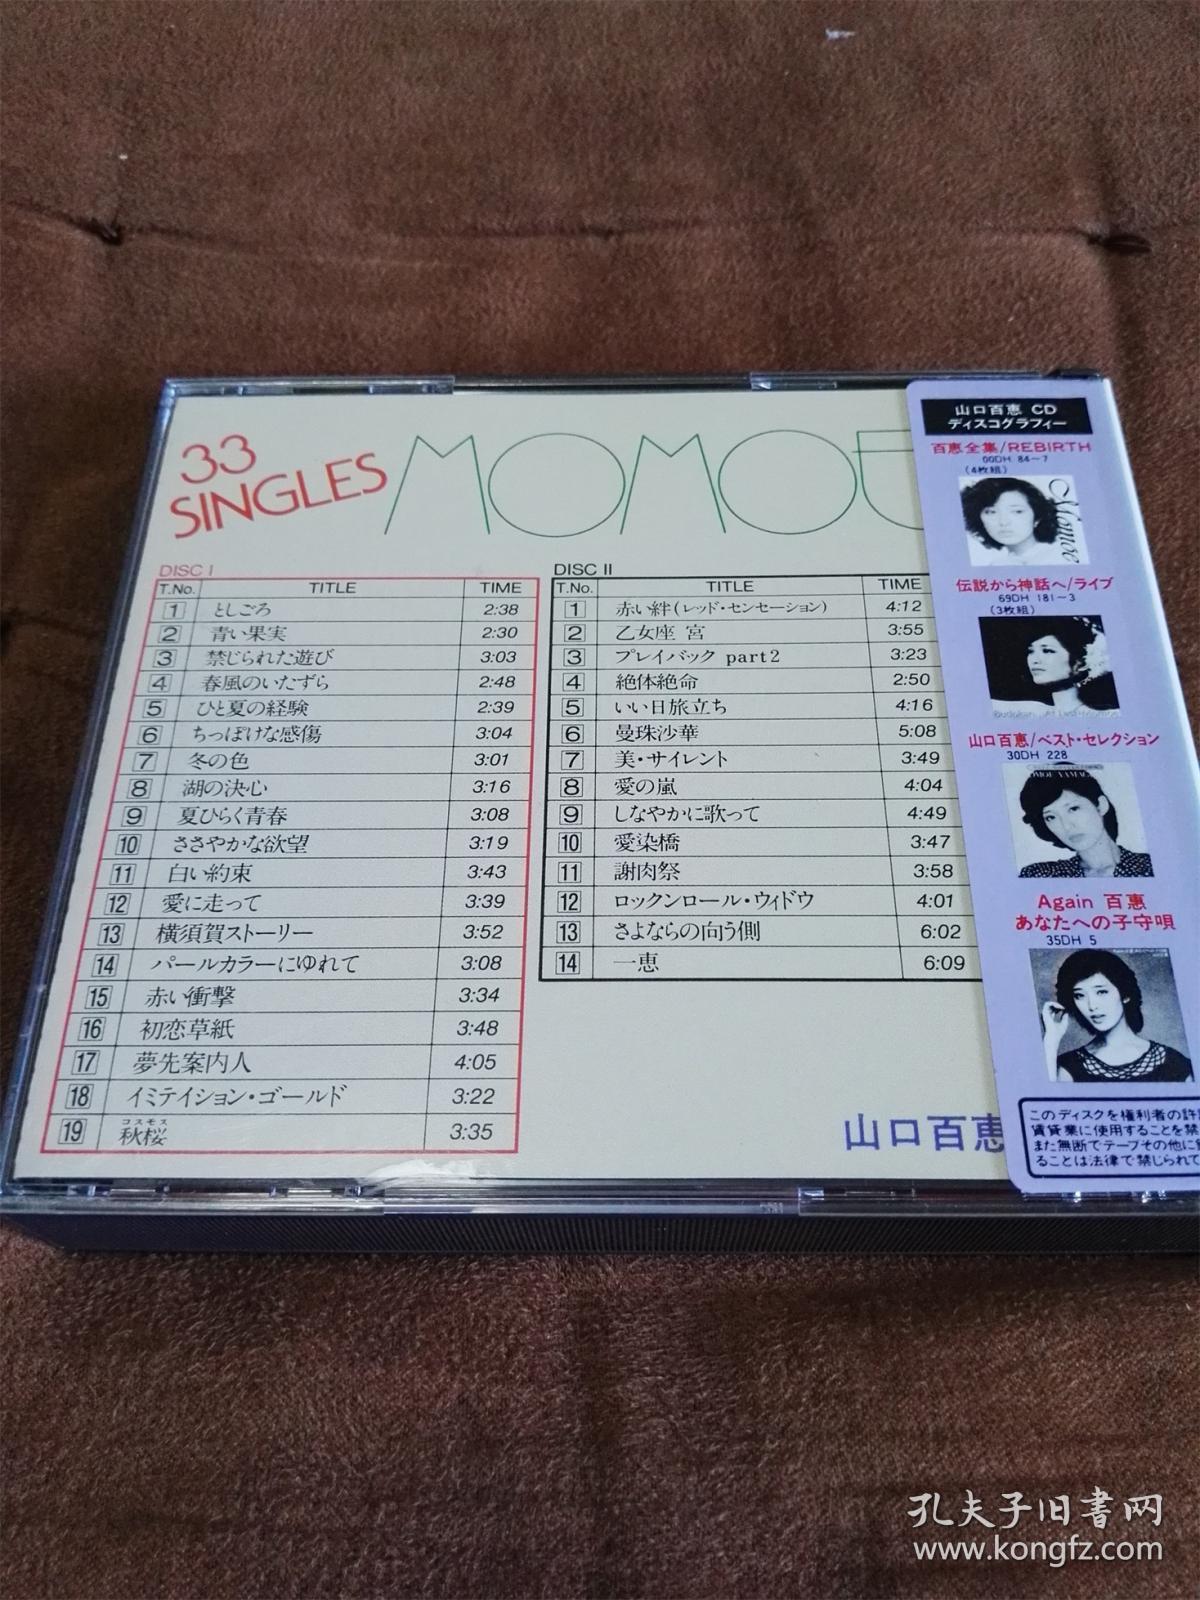 33
SINGLES
MOMOE
DISC I
T.No. TITLE TIME
1 としごろ 2:38
2 青い果実 2:30
3 禁じられた遊び 3:03
4 春風のいたずら 2:48
5 ひと夏の経験 2:39
6 ちっぽけな感傷 3:04
7 冬の色 3:01
8 湖の決心 3:16
9 夏ひらく青春 3:08
10 ささやかな欲望 3:19
11 白い約束 3:43
12 愛に走って 3:39
13 横須賀ストーリー 3:52
14 パールカラーにゆれて 3:08
15 赤い衝撃 3:34
16 初恋草紙 3:48
17 夢先案内人 4:05
18 イミテイション・ゴールド 3:22
コスモス
19 秋桜 3:35
DISC II
T.No. TITLE TIME
1 赤い絆(レッド・センセーション) 4:12
2 乙女座 宮 3:55
3 プレイバック part2 3:23
4 絶体絶命 2:50
5 いい日旅立ち 4:16
6 曼珠沙華 5:08
7 美・サイレント 3:49
8 愛の嵐 4:04
9 しなやかに歌って 4:49
10 愛染橋 3:47
11 謝肉祭 3:58
12 ロックンロール・ウィドウ 4:01
13 さよならの向う側 6:02
14 一恵 6:09
山口百恵
山口百恵 CD
ディスコグラフィー
百恵全集/REBIRTH
00DH 84~7
(4枚組)
Momoe
伝説から神話へ/ライブ
69DH 181~3
(3枚組)
山口百恵/ベスト・セレクション
30DH 228
Again 百恵
あなたへの子守唄
35DH 5
このディスクを権利者の許諾
賃貸業に使用することを禁
また無断でテープその他に
ることは法律で禁じられて
孔夫子旧书网
www.kongfz.com